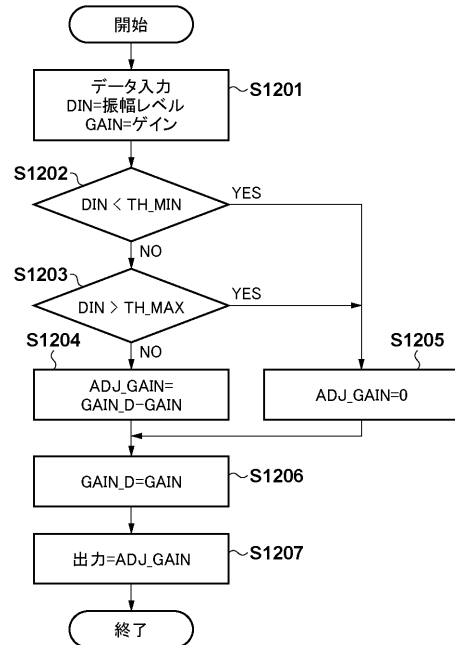 開始
データ入力
DIN=振幅レベル
GAIN=ゲイン
S1201
S1202
DIN < TH_MIN
YES
NO
S1203
DIN > TH_MAX
YES
NO
S1204
ADJ_GAIN=
GAIN_D-GAIN
S1205
ADJ_GAIN=0
GAIN_D=GAIN
S1206
出力=ADJ_GAIN
S1207
終了